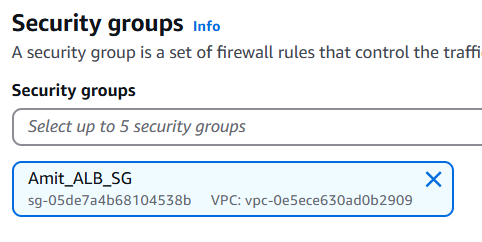 Security groups Info
A security group is a set of firewall rules that control the
Security groups
Select up to 5 security groups
Amit_ALB_SG
sg-05de7a4b68104538b VPC: vpc-0e5ece630ad0b2909